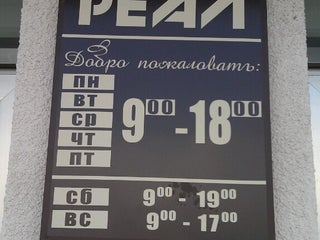 РЕАЛ
Добро пожаловать:
ПН
ВТ
СР
ЧТ
ПТ
9⁰⁰-18⁰⁰
СБ 9⁰⁰ - 19⁰⁰
ВС 9⁰⁰ - 17⁰⁰